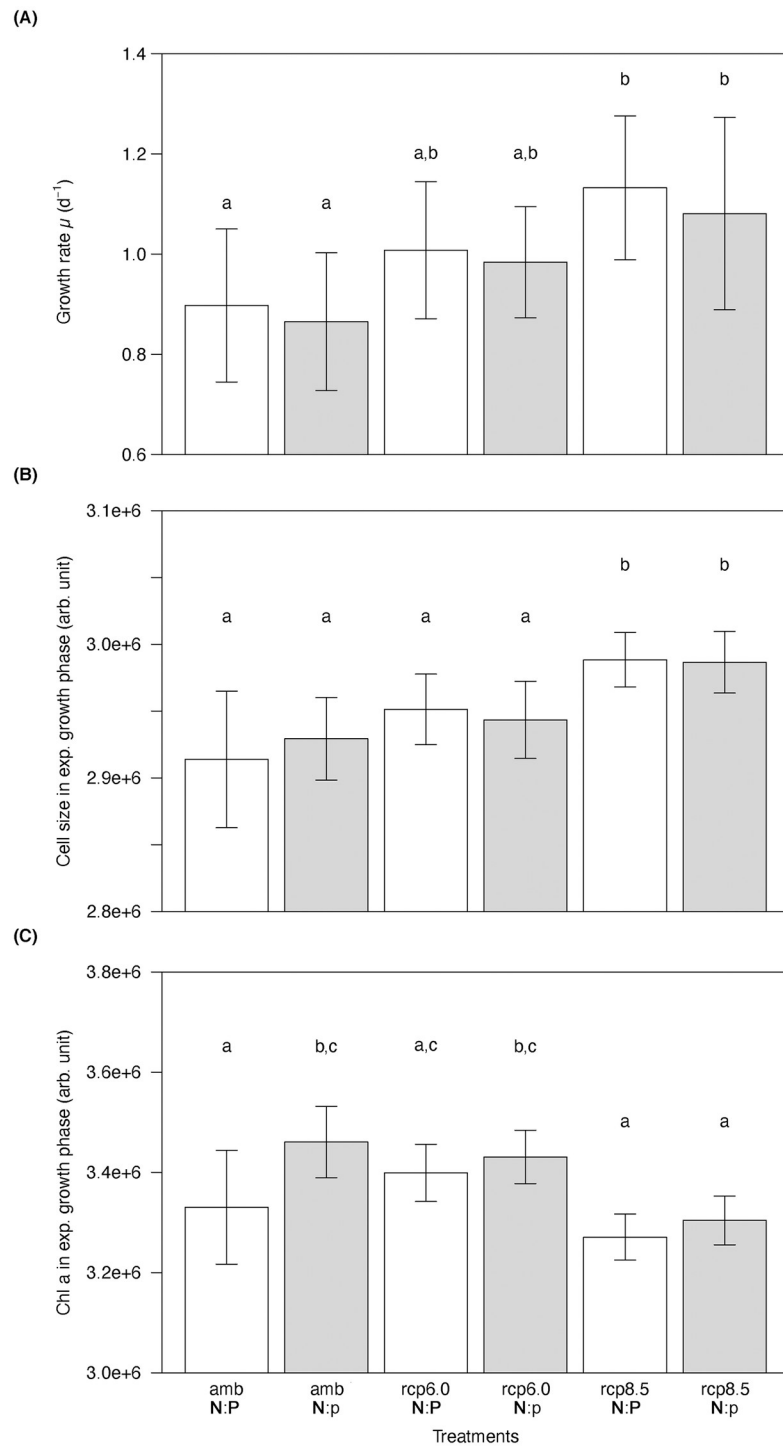 (A)
Growth rate µ (d⁻¹)
1.4
1.2
1.0
0.8
0.6
a
a
a,b
a,b
b
b
(B)
Cell size in exp. growth phase (arb. unit)
3.1e+6
3.0e+6
2.9e+6
2.8e+6
a
a
a
a
b
b
(C)
Chl a in exp. growth phase (arb. unit)
3.8e+6
3.6e+6
3.4e+6
3.2e+6
3.0e+6
a
b,c
a,c
b,c
a
a
amb amb rcp6.0 rcp6.0 rcp8.5 rcp8.5
N:P N:p N:P N:p N:P N:p
Treatments